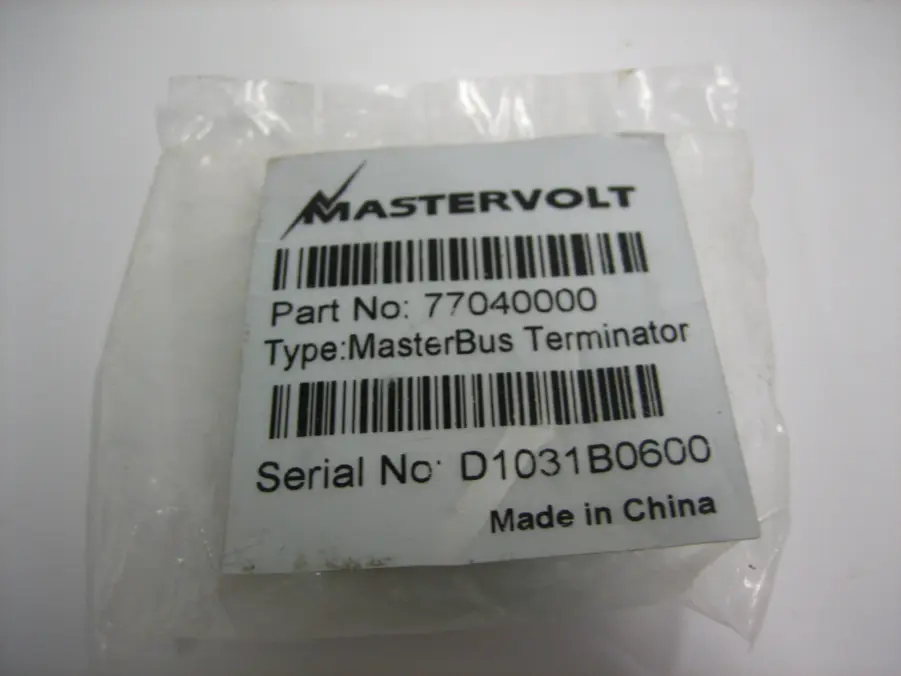 MASTERVOLT
Part No: 77040000
Type:MasterBus Terminator
Serial No: D1031B0600
Made in China